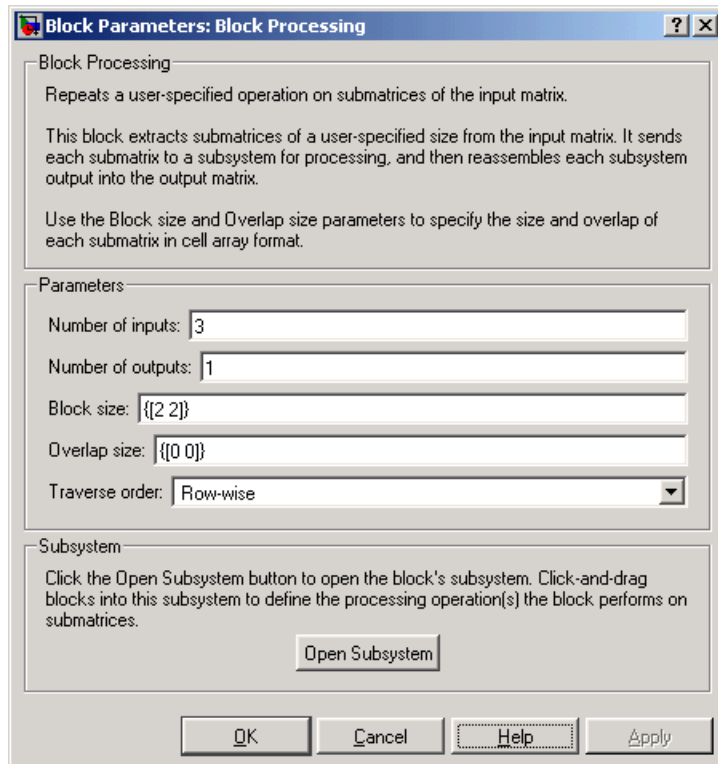 Block Parameters: Block Processing
Block Processing
Repeats a user-specified operation on submatrices of the input matrix.
This block extracts submatrices of a user-specified size from the input matrix. It sends
each submatrix to a subsystem for processing, and then reassembles each subsystem
output into the output matrix.
Use the Block size and Overlap size parameters to specify the size and overlap of
each submatrix in cell array format.
Parameters
Number of inputs: 3
Number of outputs: 1
Block size: {[2 2]}
Overlap size: {[0 0]}
Traverse order: Row-wise
Subsystem
Click the Open Subsystem button to open the block's subsystem. Click-and-drag
blocks into this subsystem to define the processing operation(s) the block performs on
submatrices.
Open Subsystem
OK Cancel Help Apply